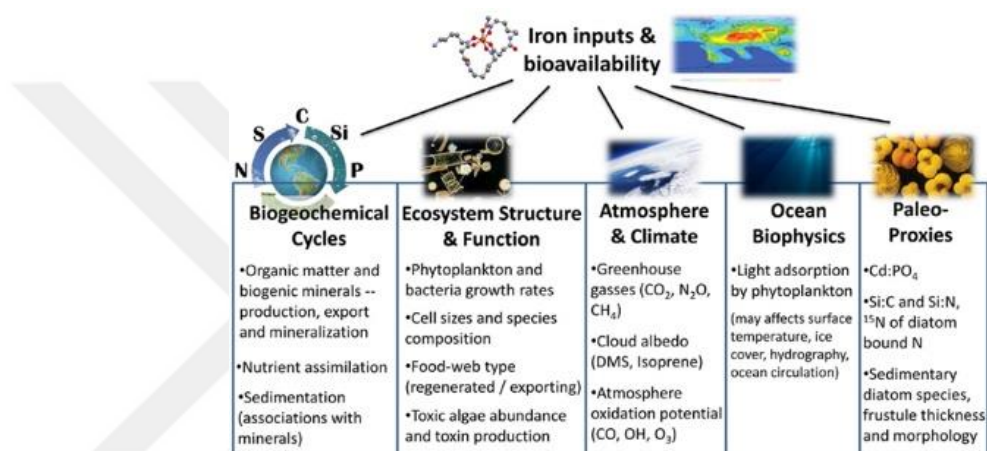 Iron inputs &
bioavailability
C
S
Si
N
P
Biogeochemical
Cycles
•Organic matter and
biogenic minerals --
production, export
and mineralization
•Nutrient assimilation
•Sedimentation
(associations with
minerals)
Ecosystem Structure
& Function
•Phytoplankton and
bacteria growth rates
•Cell sizes and species
composition
•Food-web type
(regenerated / exporting)
•Toxic algae abundance
and toxin production
Atmosphere
& Climate
•Greenhouse
gasses (CO₂, N₂O,
CH₄)
•Cloud albedo
(DMS, Isoprene)
•Atmosphere
oxidation potential
(CO, OH, O₃)
Ocean
Biophysics
•Light adsorption
by phytoplankton
(may affects surface
temperature, ice
cover, hydrography,
ocean circulation)
Paleo-
Proxies
•Cd:PO₄
•Si:C and Si:N,
¹⁵N of diatom
bound N
•Sedimentary
diatom species,
frustule thickness
and morphology